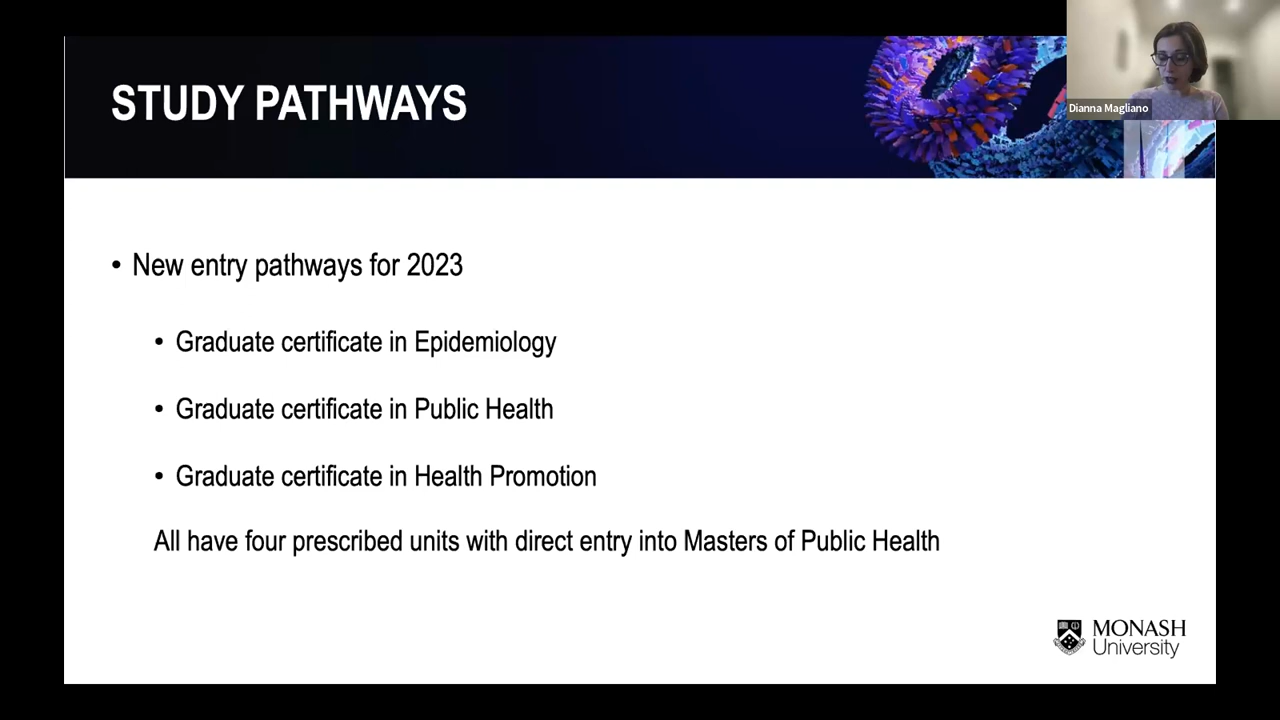 STUDY PATHWAYS
Dianna Magliano
• New entry pathways for 2023
• Graduate certificate in Epidemiology
• Graduate certificate in Public Health
• Graduate certificate in Health Promotion
All have four prescribed units with direct entry into Masters of Public Health
MONASH
University